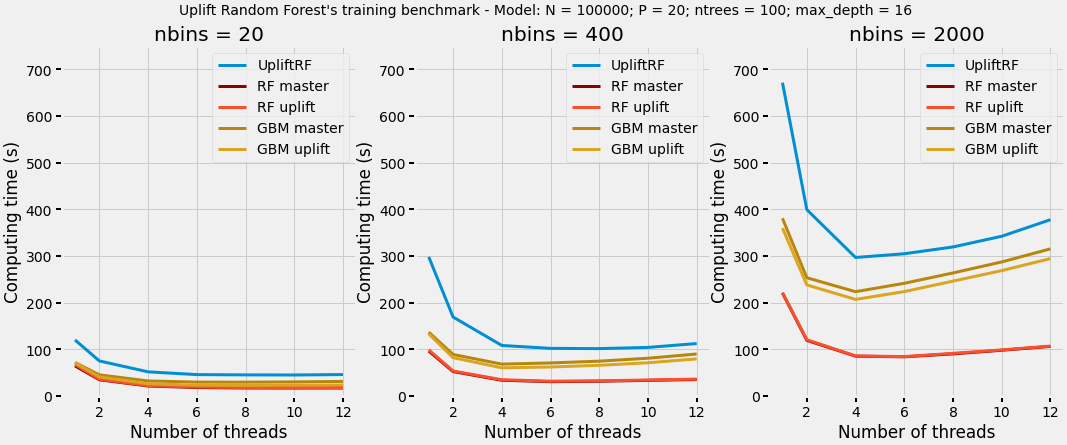 Uplift Random Forest's training benchmark - Model: N = 100000; P = 20; ntrees = 100; max_depth = 16
nbins = 20
Computing time (s)
700
600
500
400
300
200
100
0
UpliftRF
RF master
RF uplift
GBM master
GBM uplift
2 4 6 8 10 12
Number of threads
nbins = 400
Computing time (s)
700
600
500
400
300
200
100
0
UpliftRF
RF master
RF uplift
GBM master
GBM uplift
2 4 6 8 10 12
Number of threads
nbins = 2000
Computing time (s)
700
600
500
400
300
200
100
0
UpliftRF
RF master
RF uplift
GBM master
GBM uplift
2 4 6 8 10 12
Number of threads